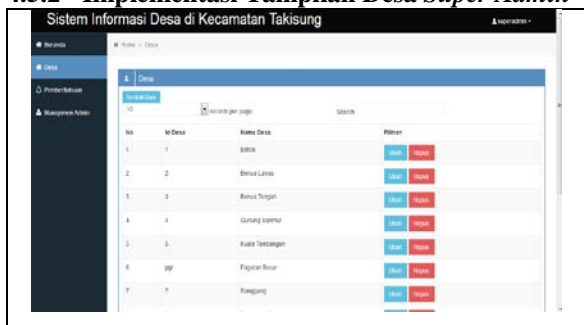 4.3.2 Implementasi Tampilan Desa Super Admin
Sistem Informasi Desa di Kecamatan Takisung
superadmin
Beranda
Home > Desa
Desa
Desa
Pemberitahuan
Tambah Data
Manajemen Admin
10 records per page Search:
No Id Desa Nama Desa Pilihan
1 1 Ubah Hapus
2 2 Benua Lawas Ubah Hapus
3 3 Benua Tengah Ubah Hapus
4 4 Gunung Makmur Ubah Hapus
5 5 Kuala Tambangan Ubah Hapus
6 pgt Pagatan Besar Ubah Hapus
7 7 Ranggang Ubah Hapus